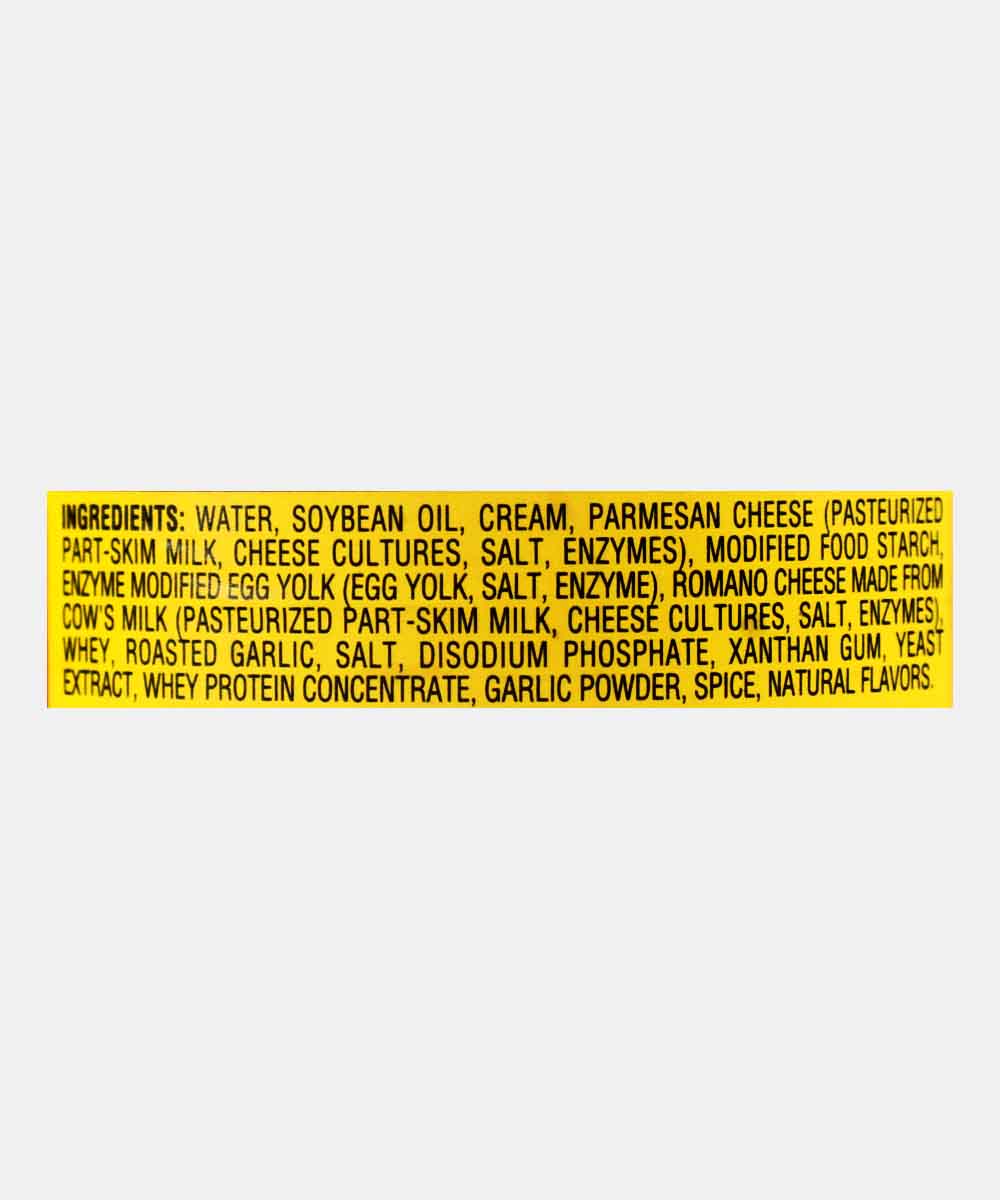 INGREDIENTS: WATER, SOYBEAN OIL, CREAM, PARMESAN CHEESE (PASTEURIZED
PART-SKIM MILK, CHEESE CULTURES, SALT, ENZYMES), MODIFIED FOOD STARCH,
ENZYME MODIFIED EGG YOLK (EGG YOLK, SALT, ENZYME), ROMANO CHEESE MADE FROM
COW'S MILK (PASTEURIZED PART-SKIM MILK, CHEESE CULTURES, SALT, ENZYMES),
WHEY, ROASTED GARLIC, SALT, DISODIUM PHOSPHATE, XANTHAN GUM, YEAST
EXTRACT, WHEY PROTEIN CONCENTRATE, GARLIC POWDER, SPICE, NATURAL FLAVORS.